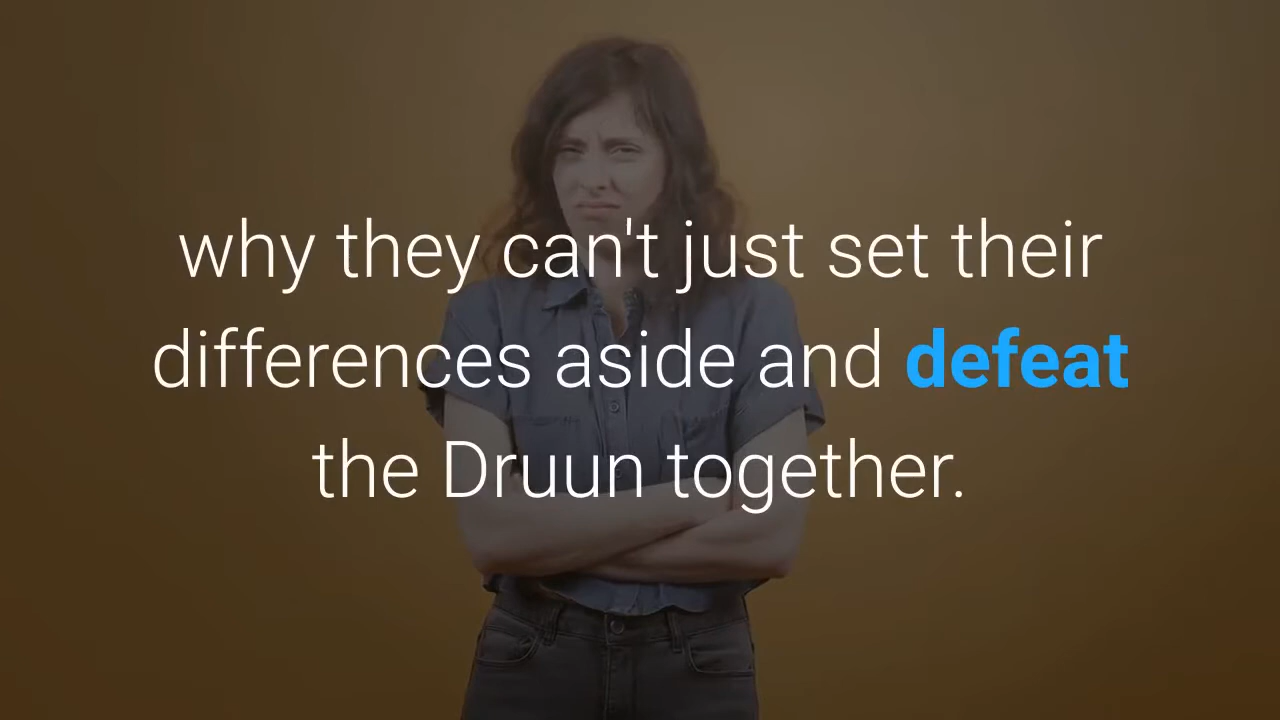 why they can't just set their
differences aside and defeat
the Druun together.